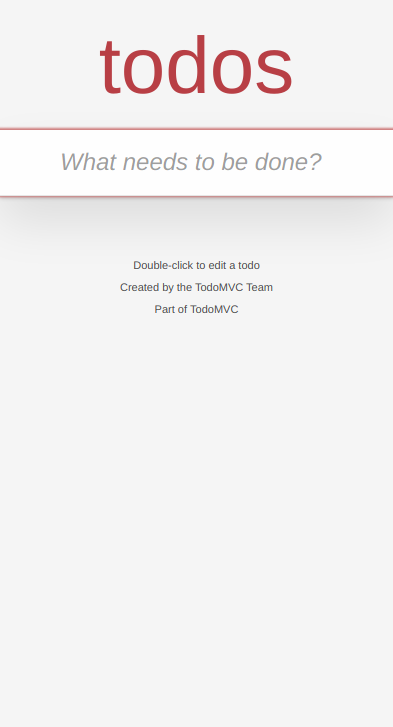 todos
What needs to be done?
Double-click to edit a todo
Created by the TodoMVC Team
Part of TodoMVC